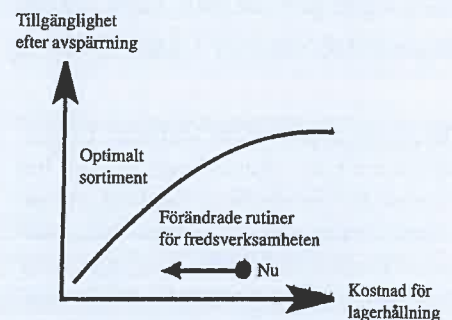 Tillgänglighet
efter avspärrning
Optimalt
sortiment
Förändrade rutiner
för fredsverksamheten
Nu
Kostnad för
lagerhållning